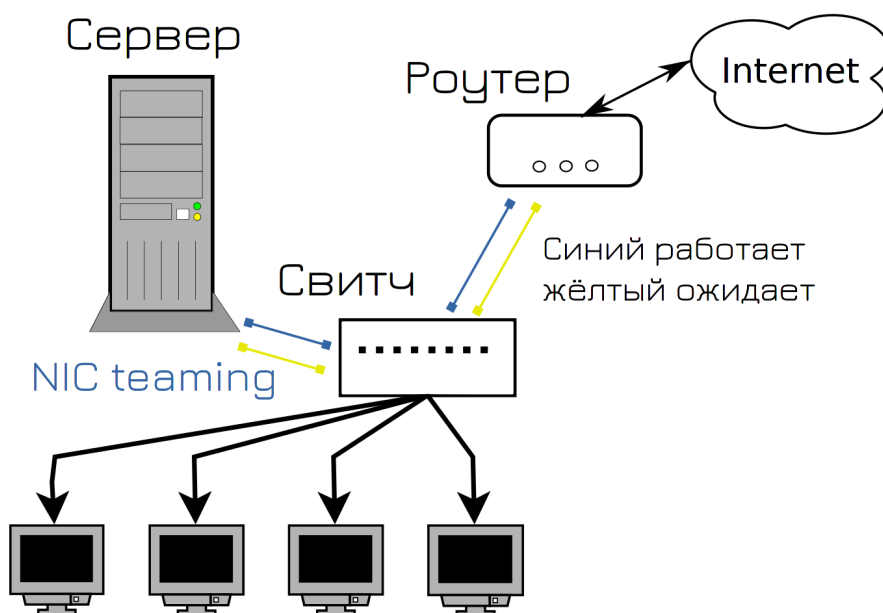 Сервер
Роутер
Internet
Синий работает
жёлтый ожидает
Свитч
NIC teaming